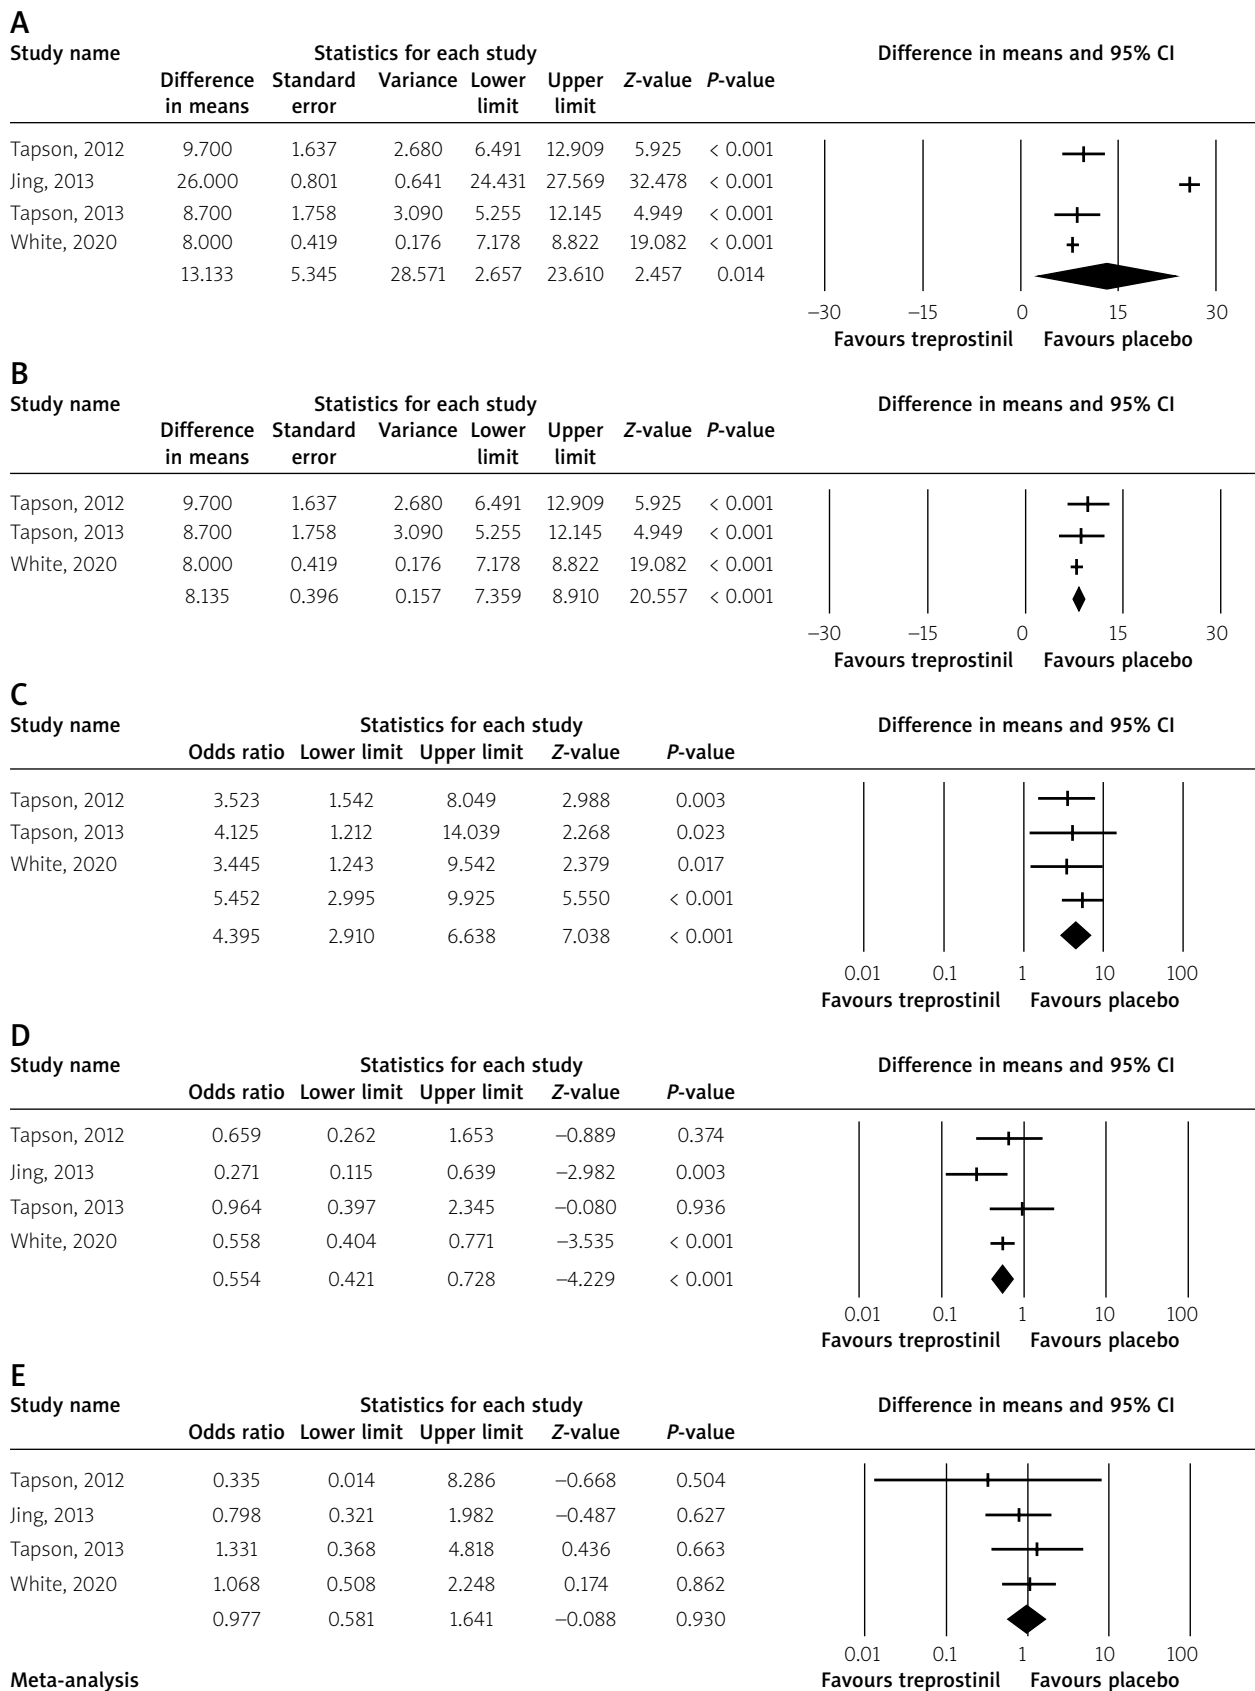 A
Study name Statistics for each study Difference in means and 95% CI
Difference in means Standard error Variance Lower limit Upper limit Z-value P-value
Tapson, 2012 9.700 1.637 2.680 6.491 12.909 5.925 < 0.001
Jing, 2013 26.000 0.801 0.641 24.431 27.569 32.478 < 0.001
Tapson, 2013 8.700 1.758 3.090 5.255 12.145 4.949 < 0.001
White, 2020 8.000 0.419 0.176 7.178 8.822 19.082 < 0.001
13.133 5.345 28.571 2.657 23.610 2.457 0.014
−30 −15 0 15 30
Favours treprostinil Favours placebo
B
Study name Statistics for each study Difference in means and 95% CI
Difference in means Standard error Variance Lower limit Upper limit Z-value P-value
Tapson, 2012 9.700 1.637 2.680 6.491 12.909 5.925 < 0.001
Tapson, 2013 8.700 1.758 3.090 5.255 12.145 4.949 < 0.001
White, 2020 8.000 0.419 0.176 7.178 8.822 19.082 < 0.001
8.135 0.396 0.157 7.359 8.910 20.557 < 0.001
−30 −15 0 15 30
Favours treprostinil Favours placebo
C
Study name Statistics for each study Difference in means and 95% CI
Odds ratio Lower limit Upper limit Z-value P-value
Tapson, 2012 3.523 1.542 8.049 2.988 0.003
Tapson, 2013 4.125 1.212 14.039 2.268 0.023
White, 2020 3.445 1.243 9.542 2.379 0.017
5.452 2.995 9.925 5.550 < 0.001
4.395 2.910 6.638 7.038 < 0.001
0.01 0.1 1 10 100
Favours treprostinil Favours placebo
D
Study name Statistics for each study Difference in means and 95% CI
Odds ratio Lower limit Upper limit Z-value P-value
Tapson, 2012 0.659 0.262 1.653 −0.889 0.374
Jing, 2013 0.271 0.115 0.639 −2.982 0.003
Tapson, 2013 0.964 0.397 2.345 −0.080 0.936
White, 2020 0.558 0.404 0.771 −3.535 < 0.001
0.554 0.421 0.728 −4.229 < 0.001
0.01 0.1 1 10 100
Favours treprostinil Favours placebo
E
Study name Statistics for each study Difference in means and 95% CI
Odds ratio Lower limit Upper limit Z-value P-value
Tapson, 2012 0.335 0.014 8.286 −0.668 0.504
Jing, 2013 0.798 0.321 1.982 −0.487 0.627
Tapson, 2013 1.331 0.368 4.818 0.436 0.663
White, 2020 1.068 0.508 2.248 0.174 0.862
0.977 0.581 1.641 −0.088 0.930
0.01 0.1 1 10 100
Meta-analysis Favours treprostinil Favours placebo